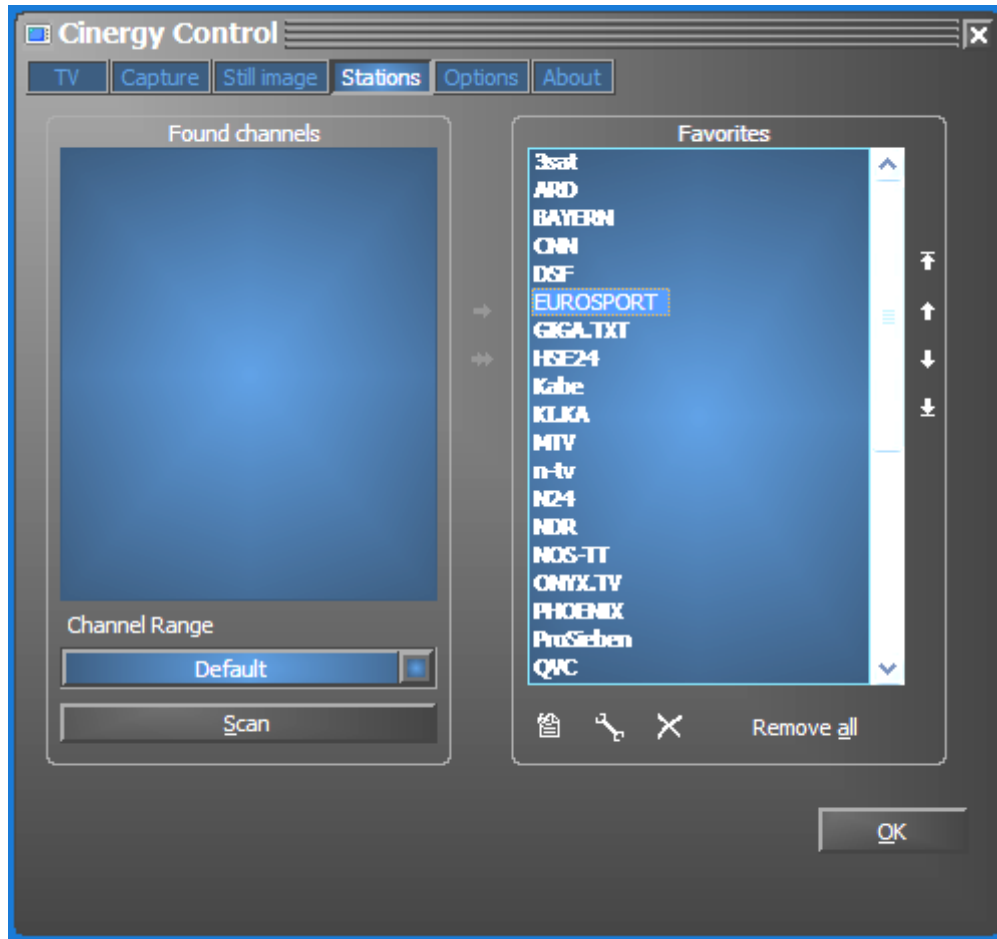 Cinergy Control
TV Capture Still image Stations Options About
Found channels
Channel Range
Default
Scan
Favorites
3sat
ARD
BAYERN
CNN
DSF
EUROSPORT
GIGA.TXT
HSE24
Kabe
KI.KA
MTV
n-tv
N24
NDR
NOS-TT
ONYX.TV
PHOENIX
ProSieben
QVC
Remove all
OK